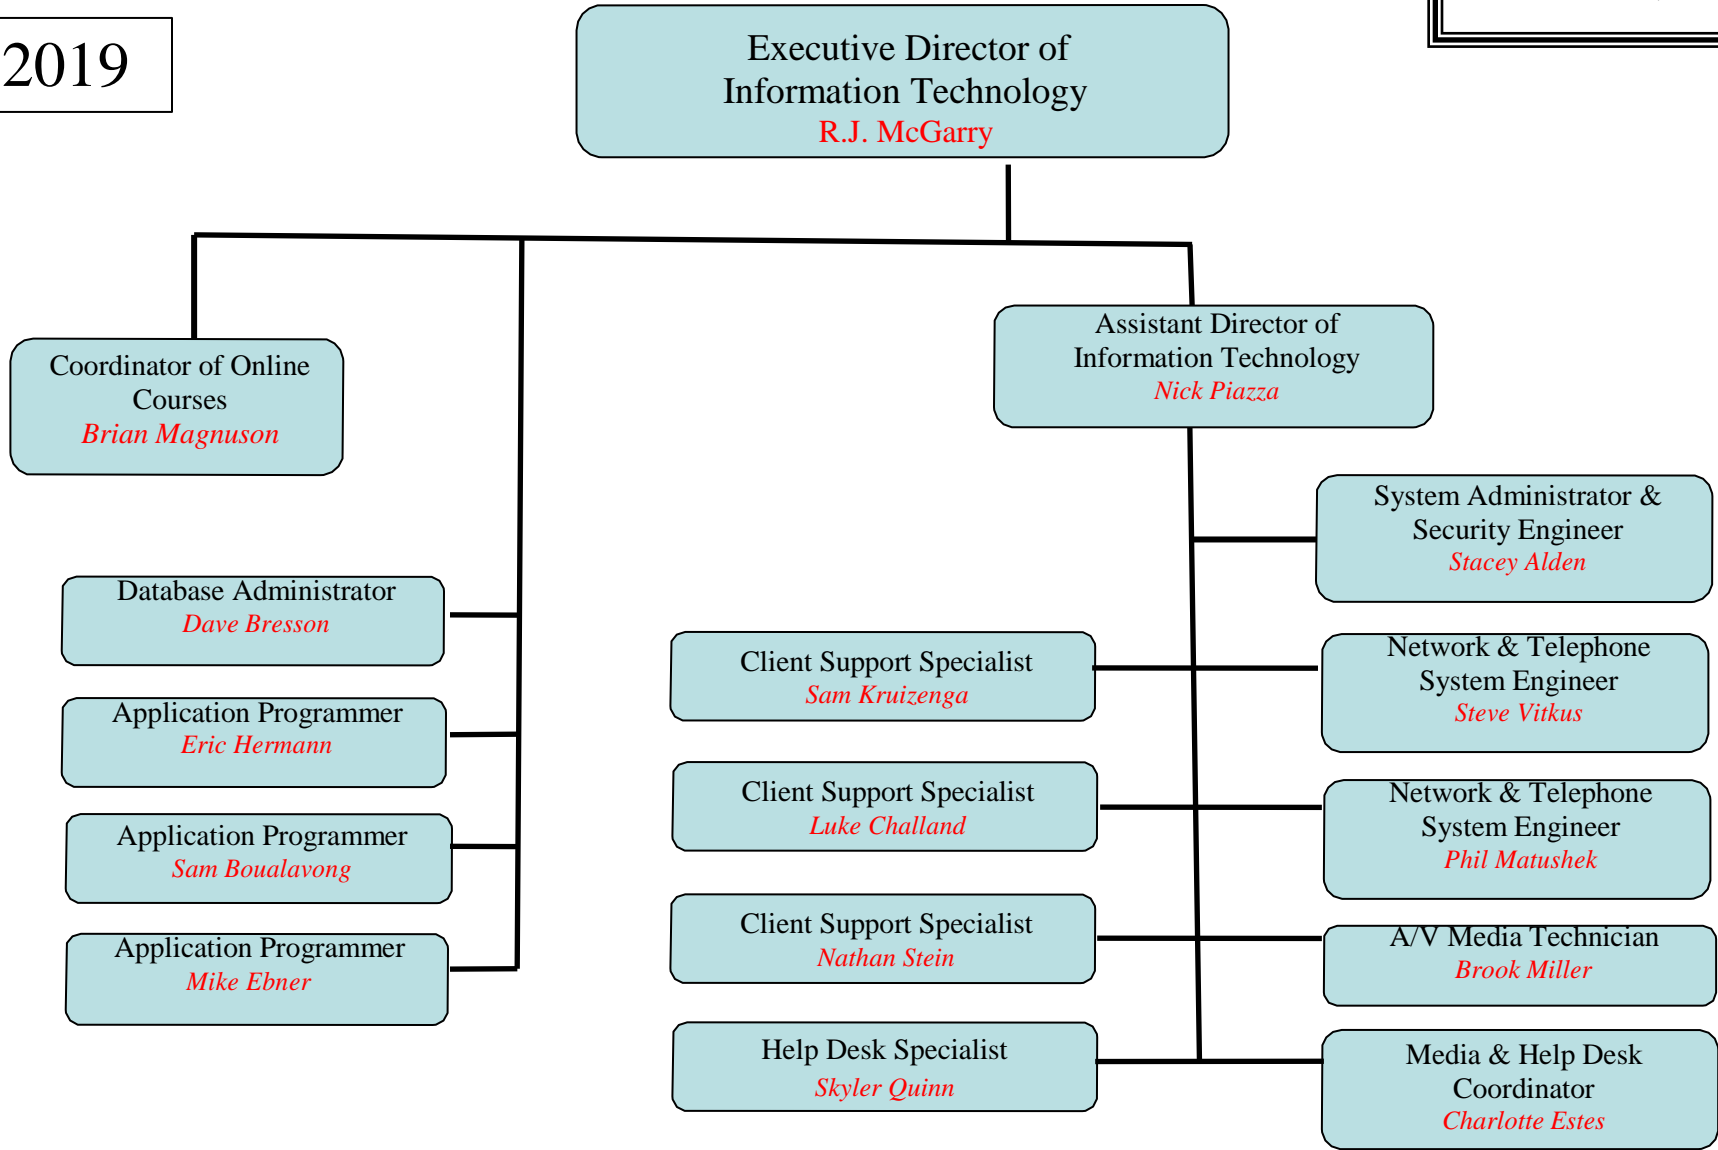 2019
Executive Director of
Information Technology
R.J. McGarry
Coordinator of Online
Courses
Brian Magnuson
Assistant Director of
Information Technology
Nick Piazza
Database Administrator
Dave Bresson
Application Programmer
Eric Hermann
Application Programmer
Sam Boualavong
Application Programmer
Mike Ebner
Client Support Specialist
Sam Kruizenga
Client Support Specialist
Luke Challand
Client Support Specialist
Nathan Stein
Help Desk Specialist
Skyler Quinn
System Administrator &
Security Engineer
Stacey Alden
Network & Telephone
System Engineer
Steve Vitkus
Network & Telephone
System Engineer
Phil Matushek
A/V Media Technician
Brook Miller
Media & Help Desk
Coordinator
Charlotte Estes